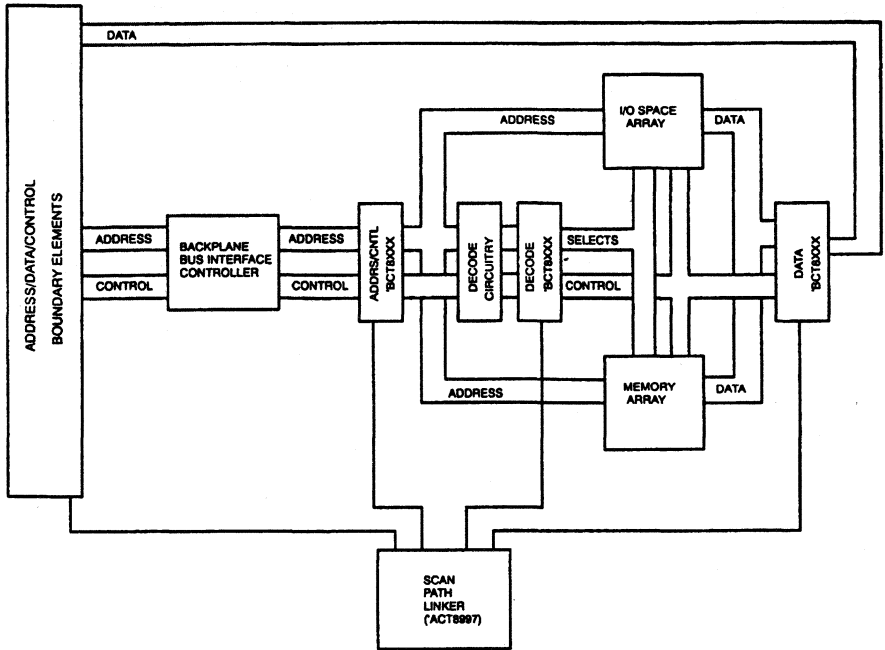 DATA
ADDRESS/DATA/CONTROL
BOUNDARY ELEMENTS
ADDRESS
CONTROL
BACKPLANE
BUS INTERFACE
CONTROLLER
ADDRESS
CONTROL
ADDRS/CNTL
'BCT8XXX
ADDRESS
DECODE
CIRCUITRY
DECODE
'BCT8XXX
SELECTS
CONTROL
I/O SPACE
ARRAY
DATA
DATA
'BCT8XXX
ADDRESS
MEMORY
ARRAY
DATA
SCAN
PATH
LINKER
('ACT8997)